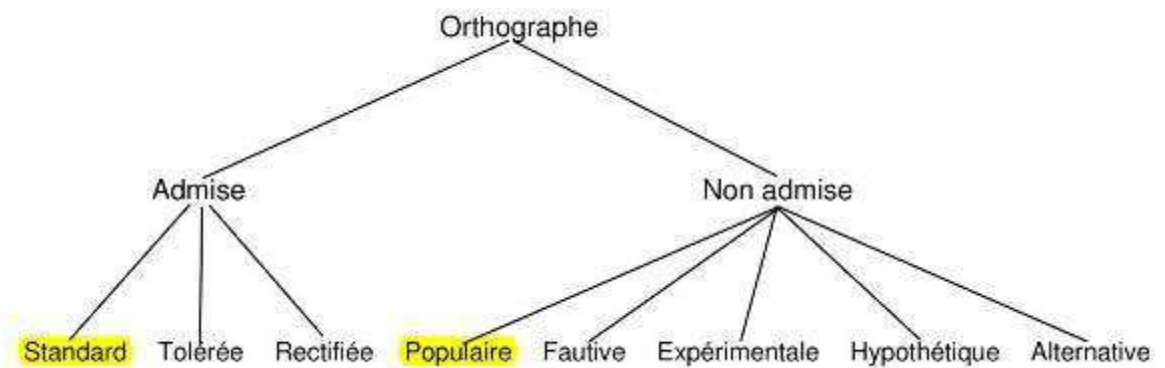 Orthographe
Admise Non admise
Standard Tolérée Rectifiée Populaire Fautive Expérimentale Hypothétique Alternative